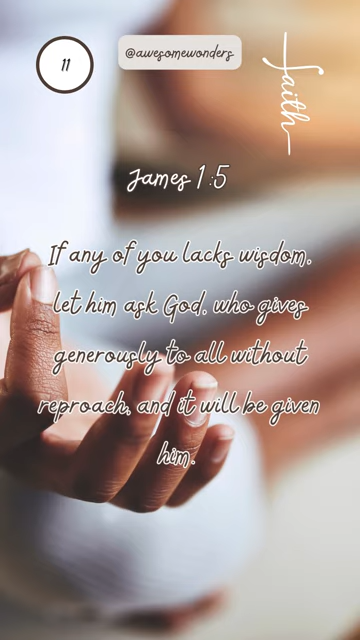 11
@awesomewonders
faith
James 1:5
If any of you lacks wisdom,
let him ask God, who gives
generously to all without
reproach, and it will be given
him.